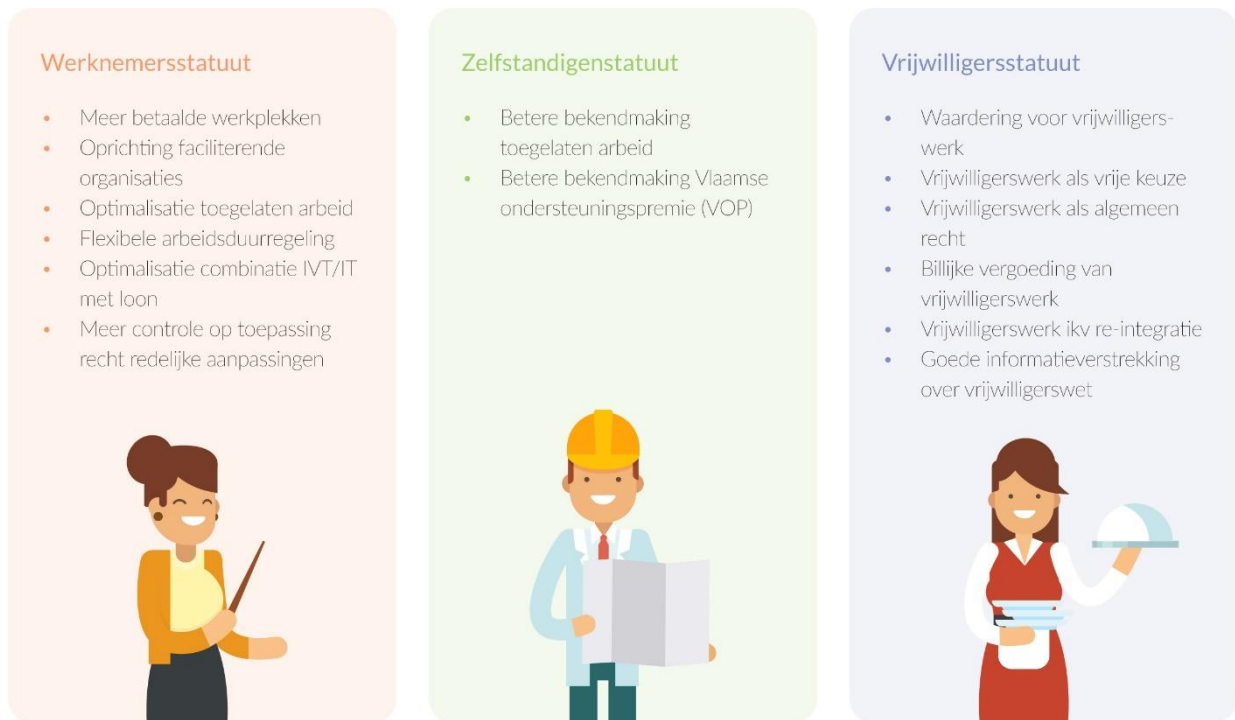 Werknemersstatuut
• Meer betaalde werkplekken
• Oprichting faciliterende
organisaties
• Optimalisatie toegelaten arbeid
• Flexibele arbeidsduurregeling
• Optimalisatie combinatie IVT/IT
met loon
• Meer controle op toepassing
recht redelijke aanpassingen
Zelfstandigenstatuut
• Betere bekendmaking
toegelaten arbeid
• Betere bekendmaking Vlaamse
ondersteuningspremie (VOP)
Vrijwilligersstatuut
• Waardering voor vrijwilligers-
werk
• Vrijwilligerswerk als vrije keuze
• Vrijwilligerswerk als algemeen
recht
• Billijke vergoeding van
vrijwilligerswerk
• Vrijwilligerswerk ikv re-integratie
• Goede informatieverstrekking
over vrijwilligerswet